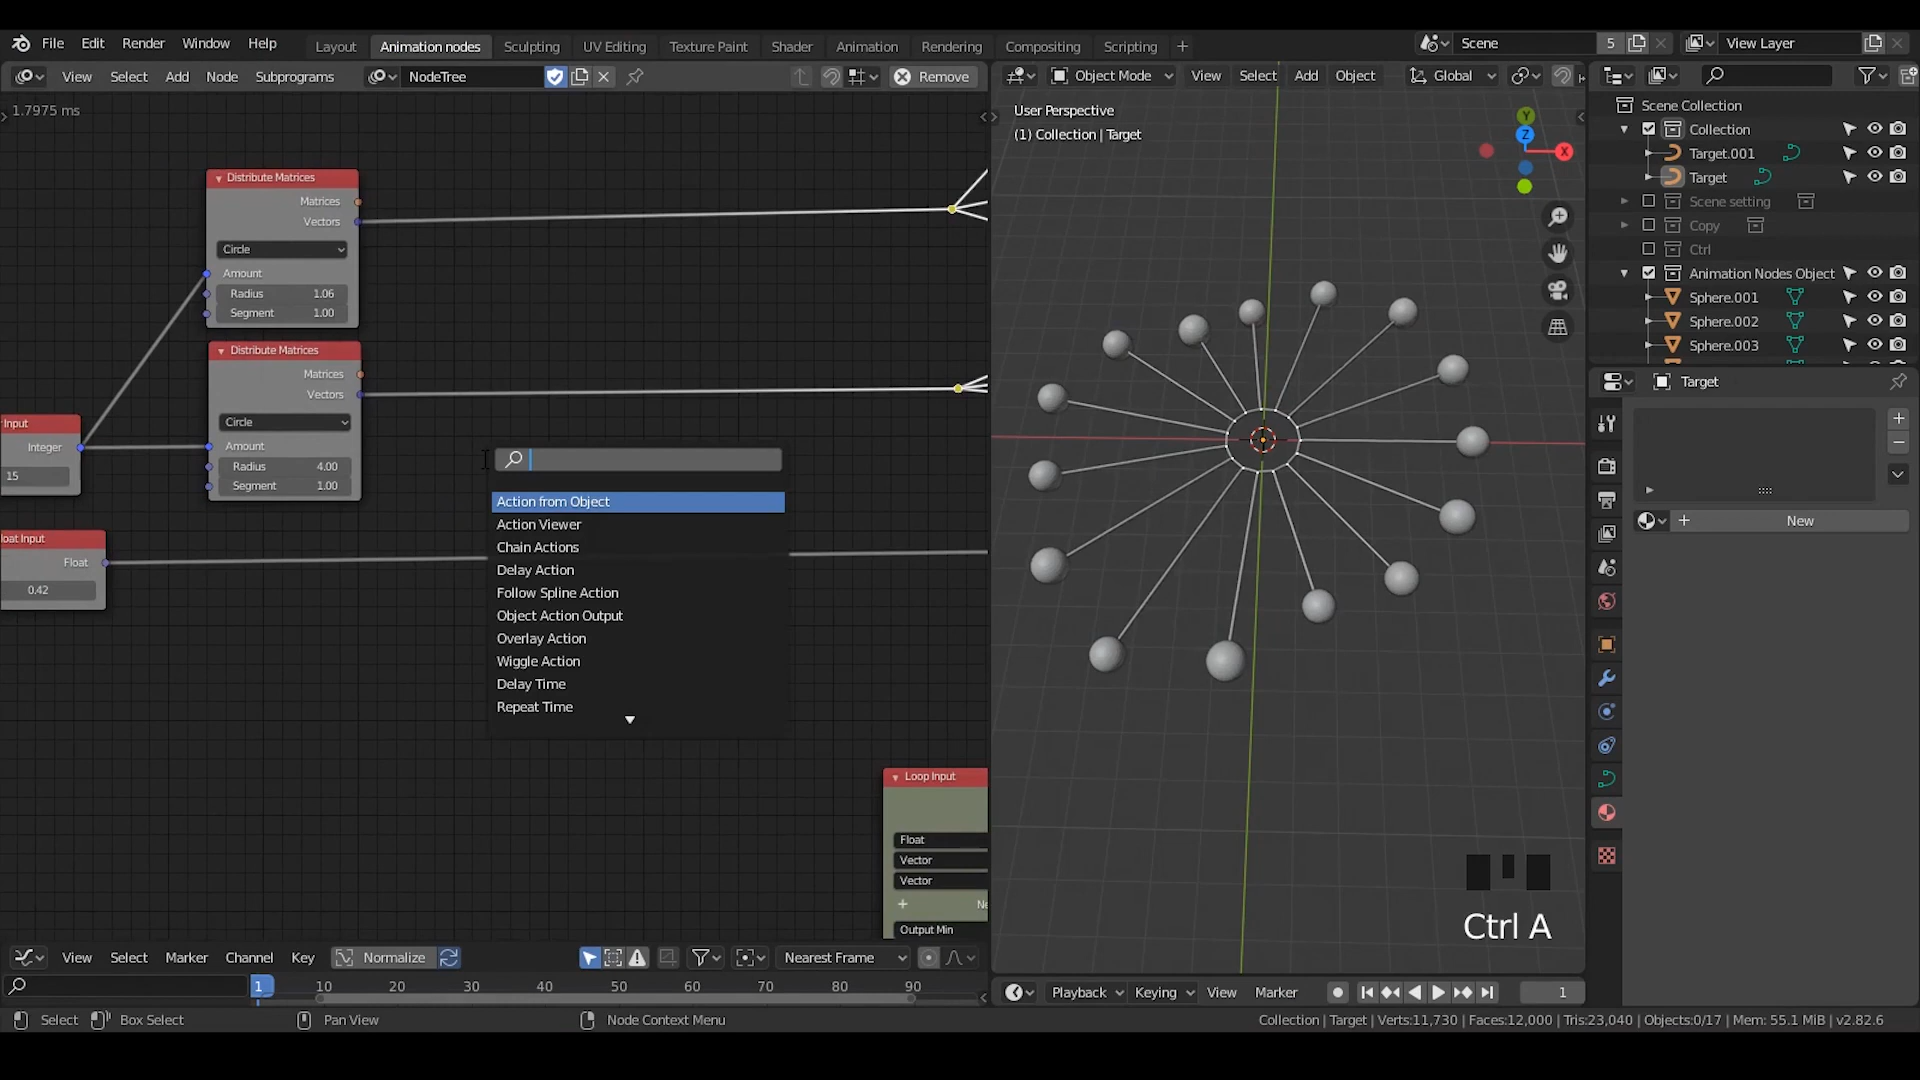 File Edit Render Window Help
Layout Animation nodes Sculpting UV Editing Texture Paint Shader Animation Rendering Compositing Scripting +
Scene 5 View Layer
View Select Add Node Subprograms NodeTree Remove
Object Mode View Select Add Object Global
1.7975 ms
Distribute Matrices
Matrices
Vectors
Circle
Amount
Radius 1.06
Segment 1.00
Distribute Matrices
Matrices
Vectors
Circle
Amount
Radius 4.00
Segment 1.00
Input
Integer
15
loat Input
Float
0.42
Action from Object
Action Viewer
Chain Actions
Delay Action
Follow Spline Action
Object Action Output
Overlay Action
Wiggle Action
Delay Time
Repeat Time
Loop Input
Float
Vector
Vector
+ Ne
Output Min
User Perspective
(1) Collection | Target
Y
Z
X
Ctrl A
Scene Collection
Collection
Target.001
Target
Scene setting
Copy
Ctrl
Animation Nodes Object
Sphere.001
Sphere.002
Sphere.003
Target
+ New
View Select Marker Channel Key Normalize Nearest Frame
1 10 20 30 40 50 60 70 80 90
Playback Keying View Marker 1
Select Box Select Pan View Node Context Menu
Collection | Target | Verts:11,730 | Faces:12,000 | Tris:23,040 | Objects:0/17 | Mem: 55.1 MiB | v2.82.6